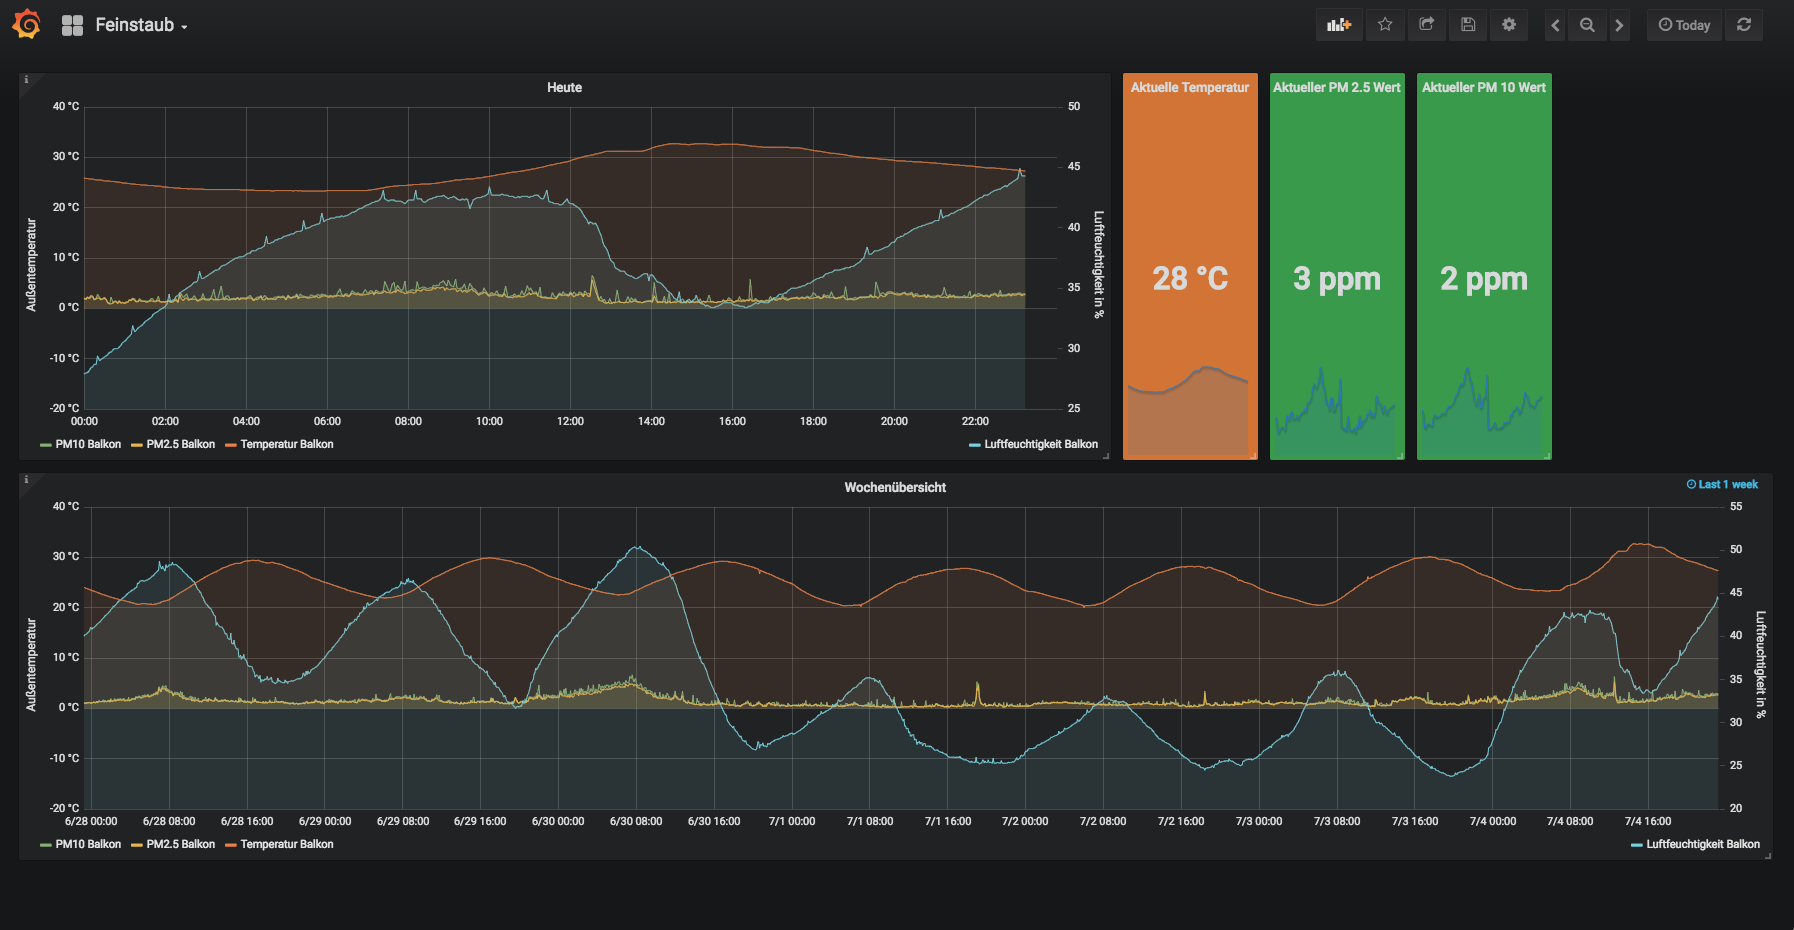 Feinstaub
Today
Heute
40 °C
30 °C
20 °C
10 °C
0 °C
-10 °C
-20 °C
Außentemperatur
50
45
40
35
30
25
Luftfeuchtigkeit in %
00:00 02:00 04:00 06:00 08:00 10:00 12:00 14:00 16:00 18:00 20:00 22:00
PM10 Balkon PM2.5 Balkon Temperatur Balkon Luftfeuchtigkeit Balkon
Aktuelle Temperatur
28 °C
Aktueller PM 2.5 Wert
3 ppm
Aktueller PM 10 Wert
2 ppm
Wochenübersicht
Last 1 week
40 °C
30 °C
20 °C
10 °C
0 °C
-10 °C
-20 °C
Außentemperatur
55
50
45
40
35
30
25
20
Luftfeuchtigkeit in %
6/28 00:00 6/28 08:00 6/28 16:00 6/29 00:00 6/29 08:00 6/29 16:00 6/30 00:00 6/30 08:00 6/30 16:00 7/1 00:00 7/1 08:00 7/1 16:00 7/2 00:00 7/2 08:00 7/2 16:00 7/3 00:00 7/3 08:00 7/3 16:00 7/4 00:00 7/4 08:00 7/4 16:00
PM10 Balkon PM2.5 Balkon Temperatur Balkon Luftfeuchtigkeit Balkon